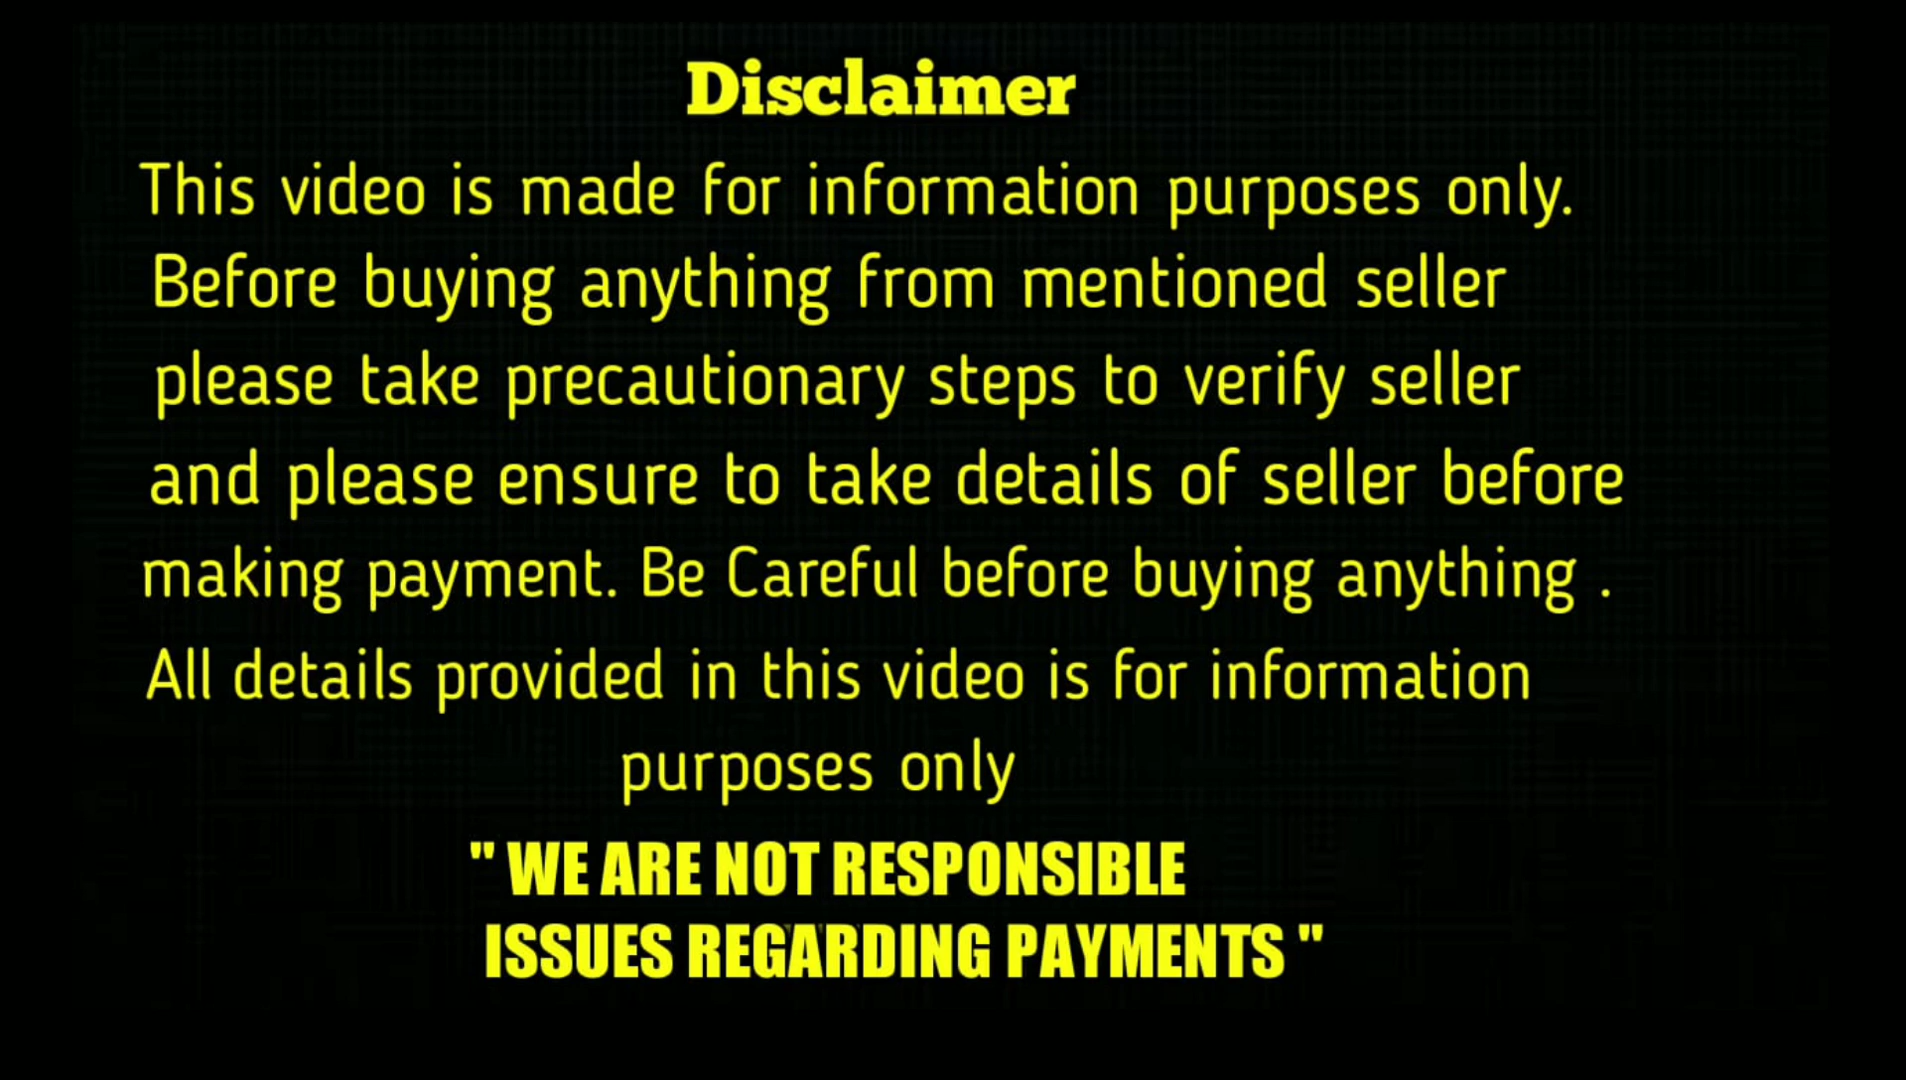 Disclaimer
This video is made for information purposes only.
Before buying anything from mentioned seller
please take precautionary steps to verify seller
and please ensure to take details of seller before
making payment. Be Careful before buying anything .
All details provided in this video is for information
purposes only
" WE ARE NOT RESPONSIBLE
ISSUES REGARDING PAYMENTS "